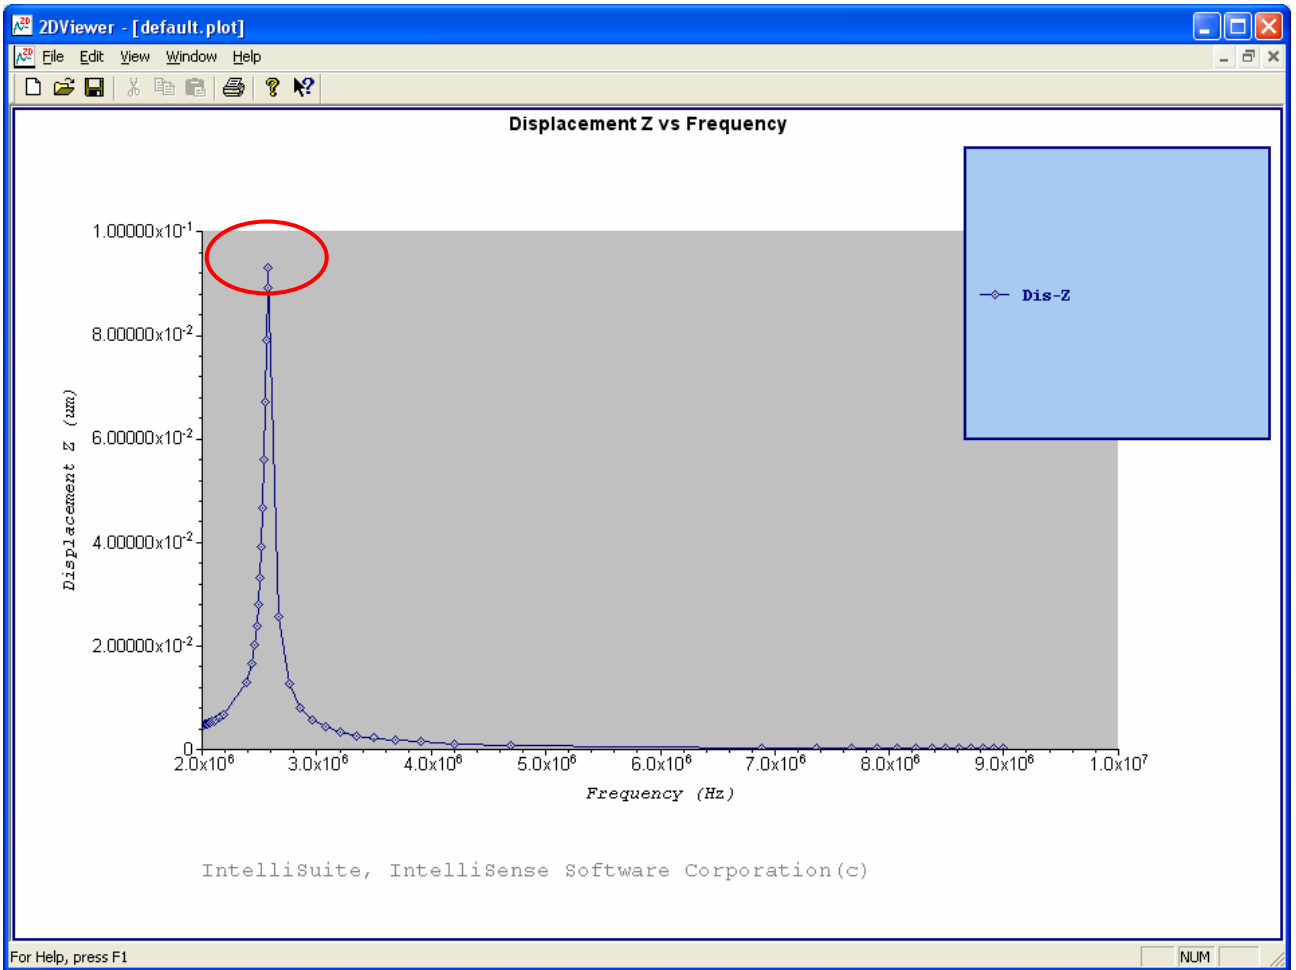 2DViewer - [default.plot]
File Edit View Window Help
Displacement Z vs Frequency
1.00000x10⁻¹
8.00000x10⁻²
6.00000x10⁻²
4.00000x10⁻²
2.00000x10⁻²
0
Displacement Z (um)
Dis-Z
2.0x10⁶ 3.0x10⁶ 4.0x10⁶ 5.0x10⁶ 6.0x10⁶ 7.0x10⁶ 8.0x10⁶ 9.0x10⁶ 1.0x10⁷
Frequency (Hz)
IntelliSuite, IntelliSense Software Corporation(c)
For Help, press F1
NUM